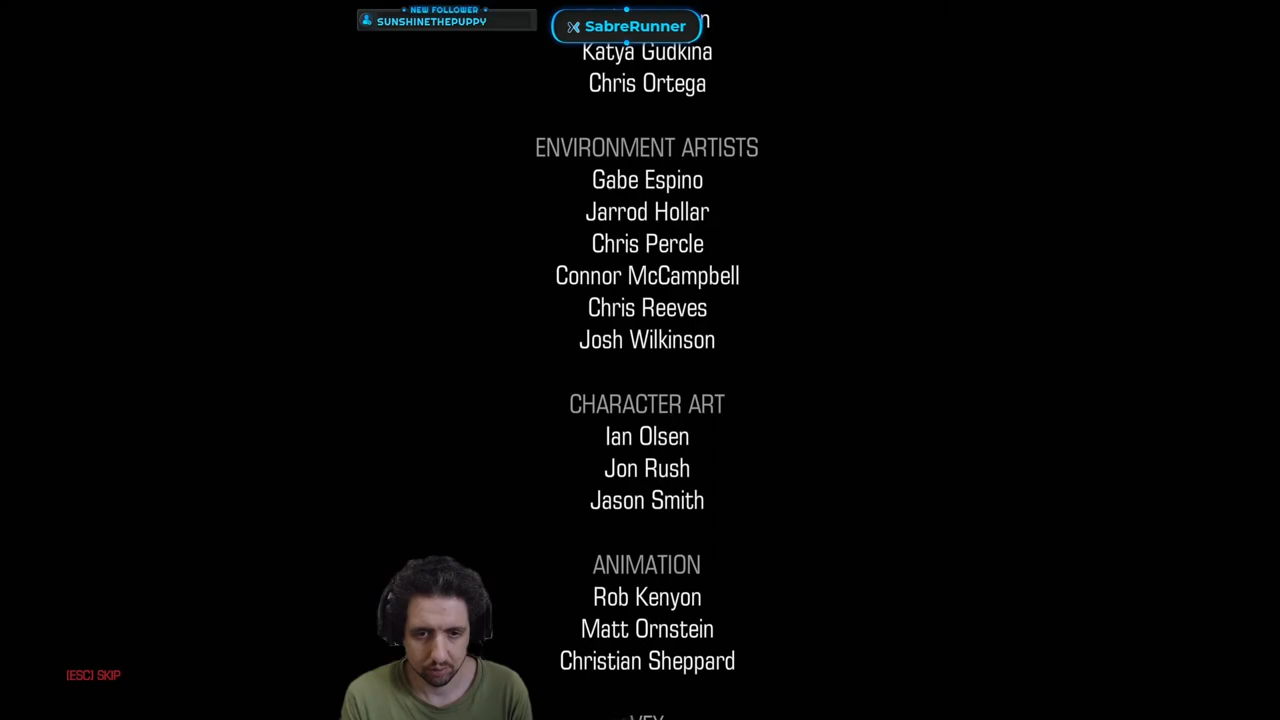 NEW FOLLOWER
SUNSHINETHEPUPPY
SabreRunner
Katya Gudkina
Chris Ortega
ENVIRONMENT ARTISTS
Gabe Espino
Jarrod Hollar
Chris Percle
Connor McCampbell
Chris Reeves
Josh Wilkinson
CHARACTER ART
Ian Olsen
Jon Rush
Jason Smith
ANIMATION
Rob Kenyon
Matt Ornstein
Christian Sheppard
[ESC] SKIP
VFX